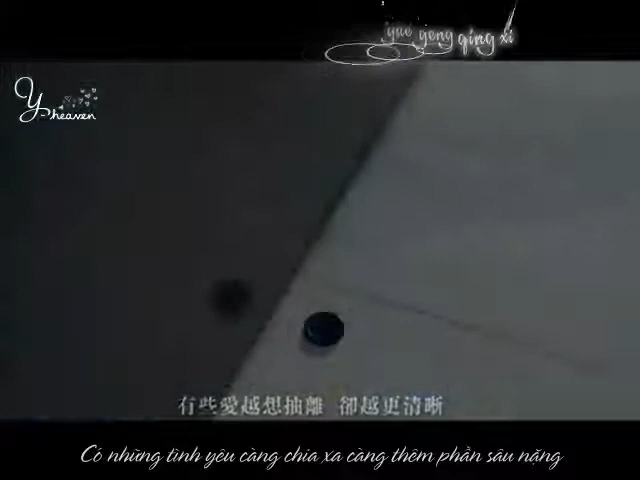 yue geng qing xi
Y-heaven
有些愛越想抽離 卻越更清晰
Có những tình yêu càng chia xa càng thêm phần sâu nặng